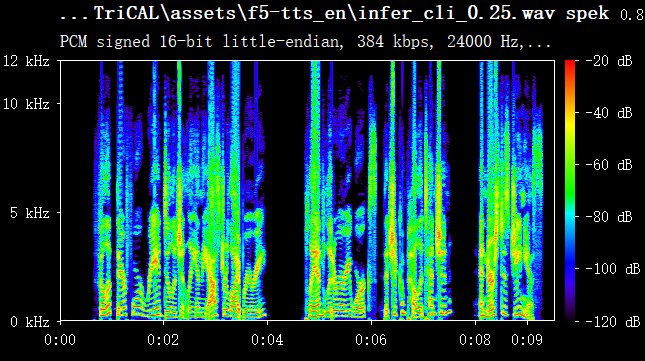 ...TriCAL\assets\f5-tts_en\infer_cli_0.25.wav spek 0.8
PCM signed 16-bit little-endian, 384 kbps, 24000 Hz,...
12 kHz
-20 dB
10 kHz
-40 dB
-60 dB
5 kHz
-80 dB
-100 dB
0 kHz
-120 dB
0:00 0:02 0:04 0:06 0:08 0:09